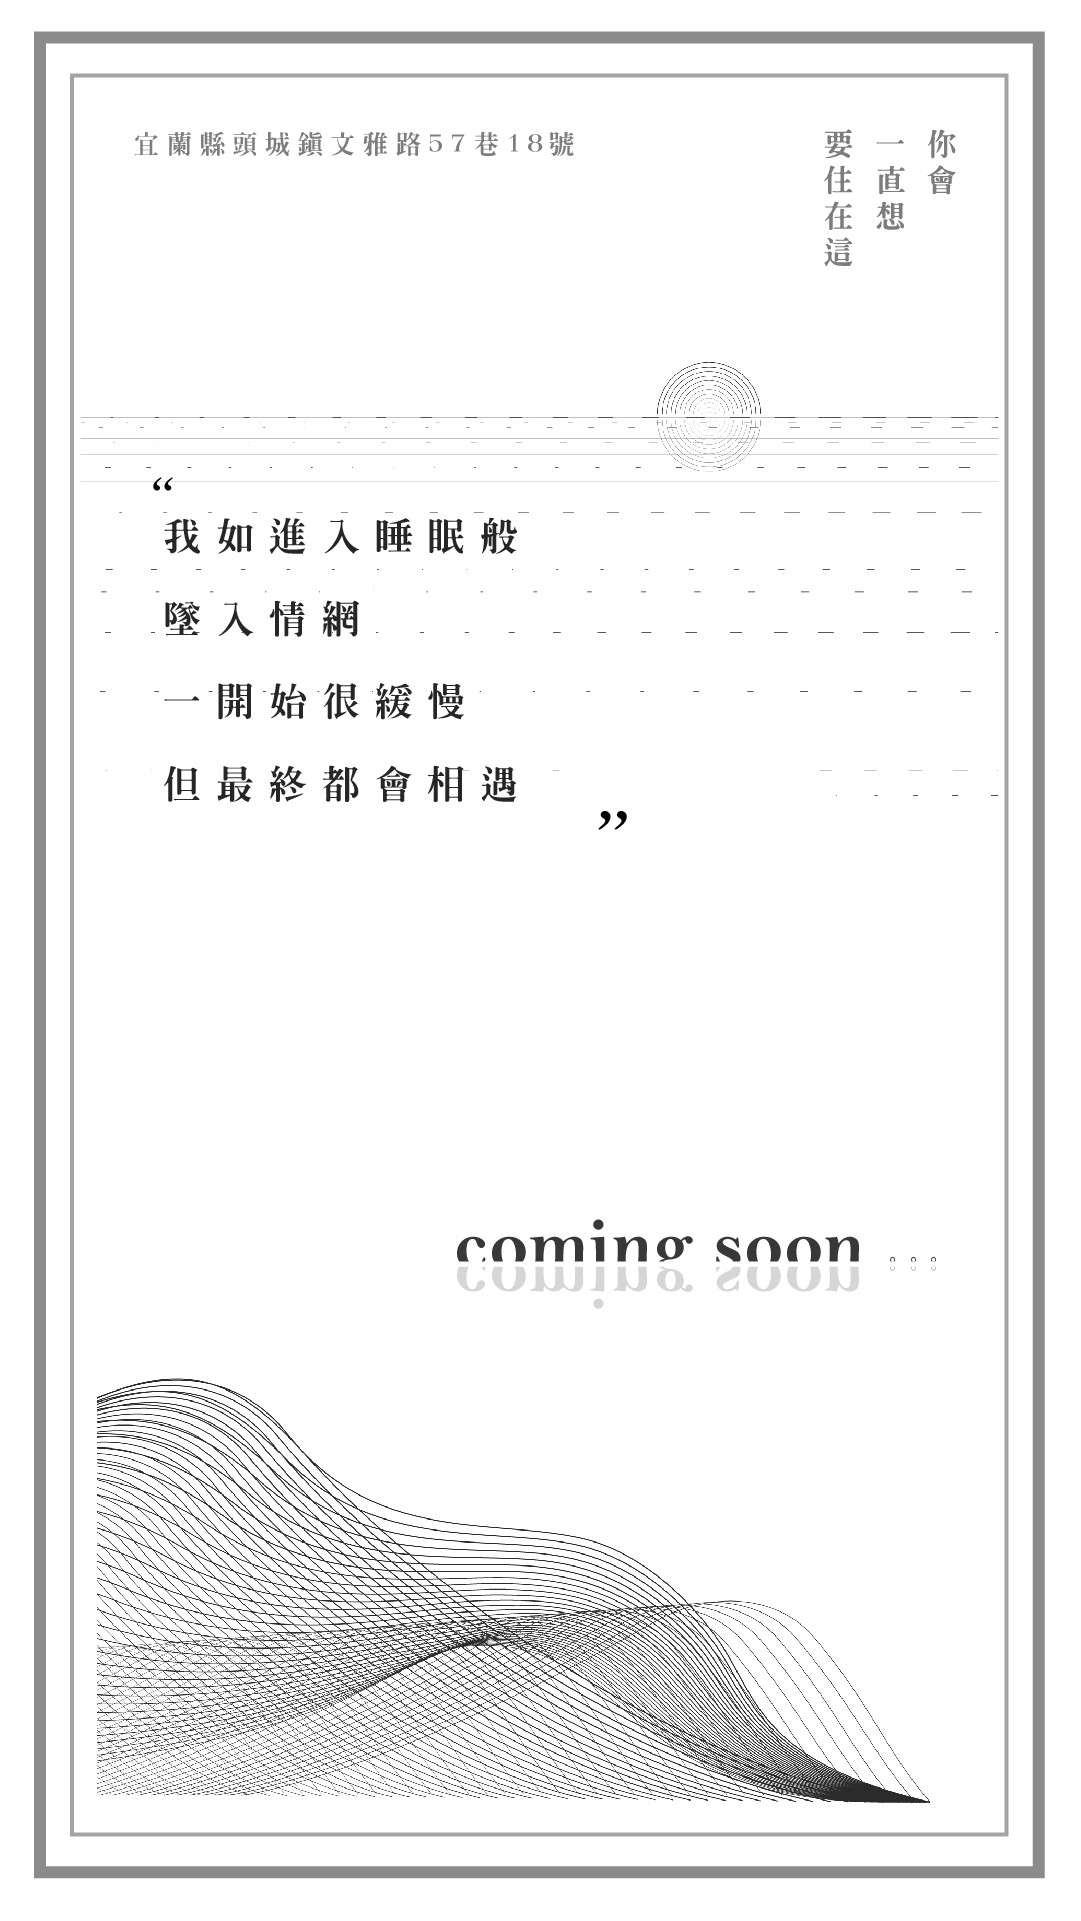 宜蘭縣頭城鎮文雅路57巷18號
你會
一直想
要住在這
“
我如進入睡眠般
墜入情網
一開始很緩慢
但最終都會相遇
”
coming soon ...